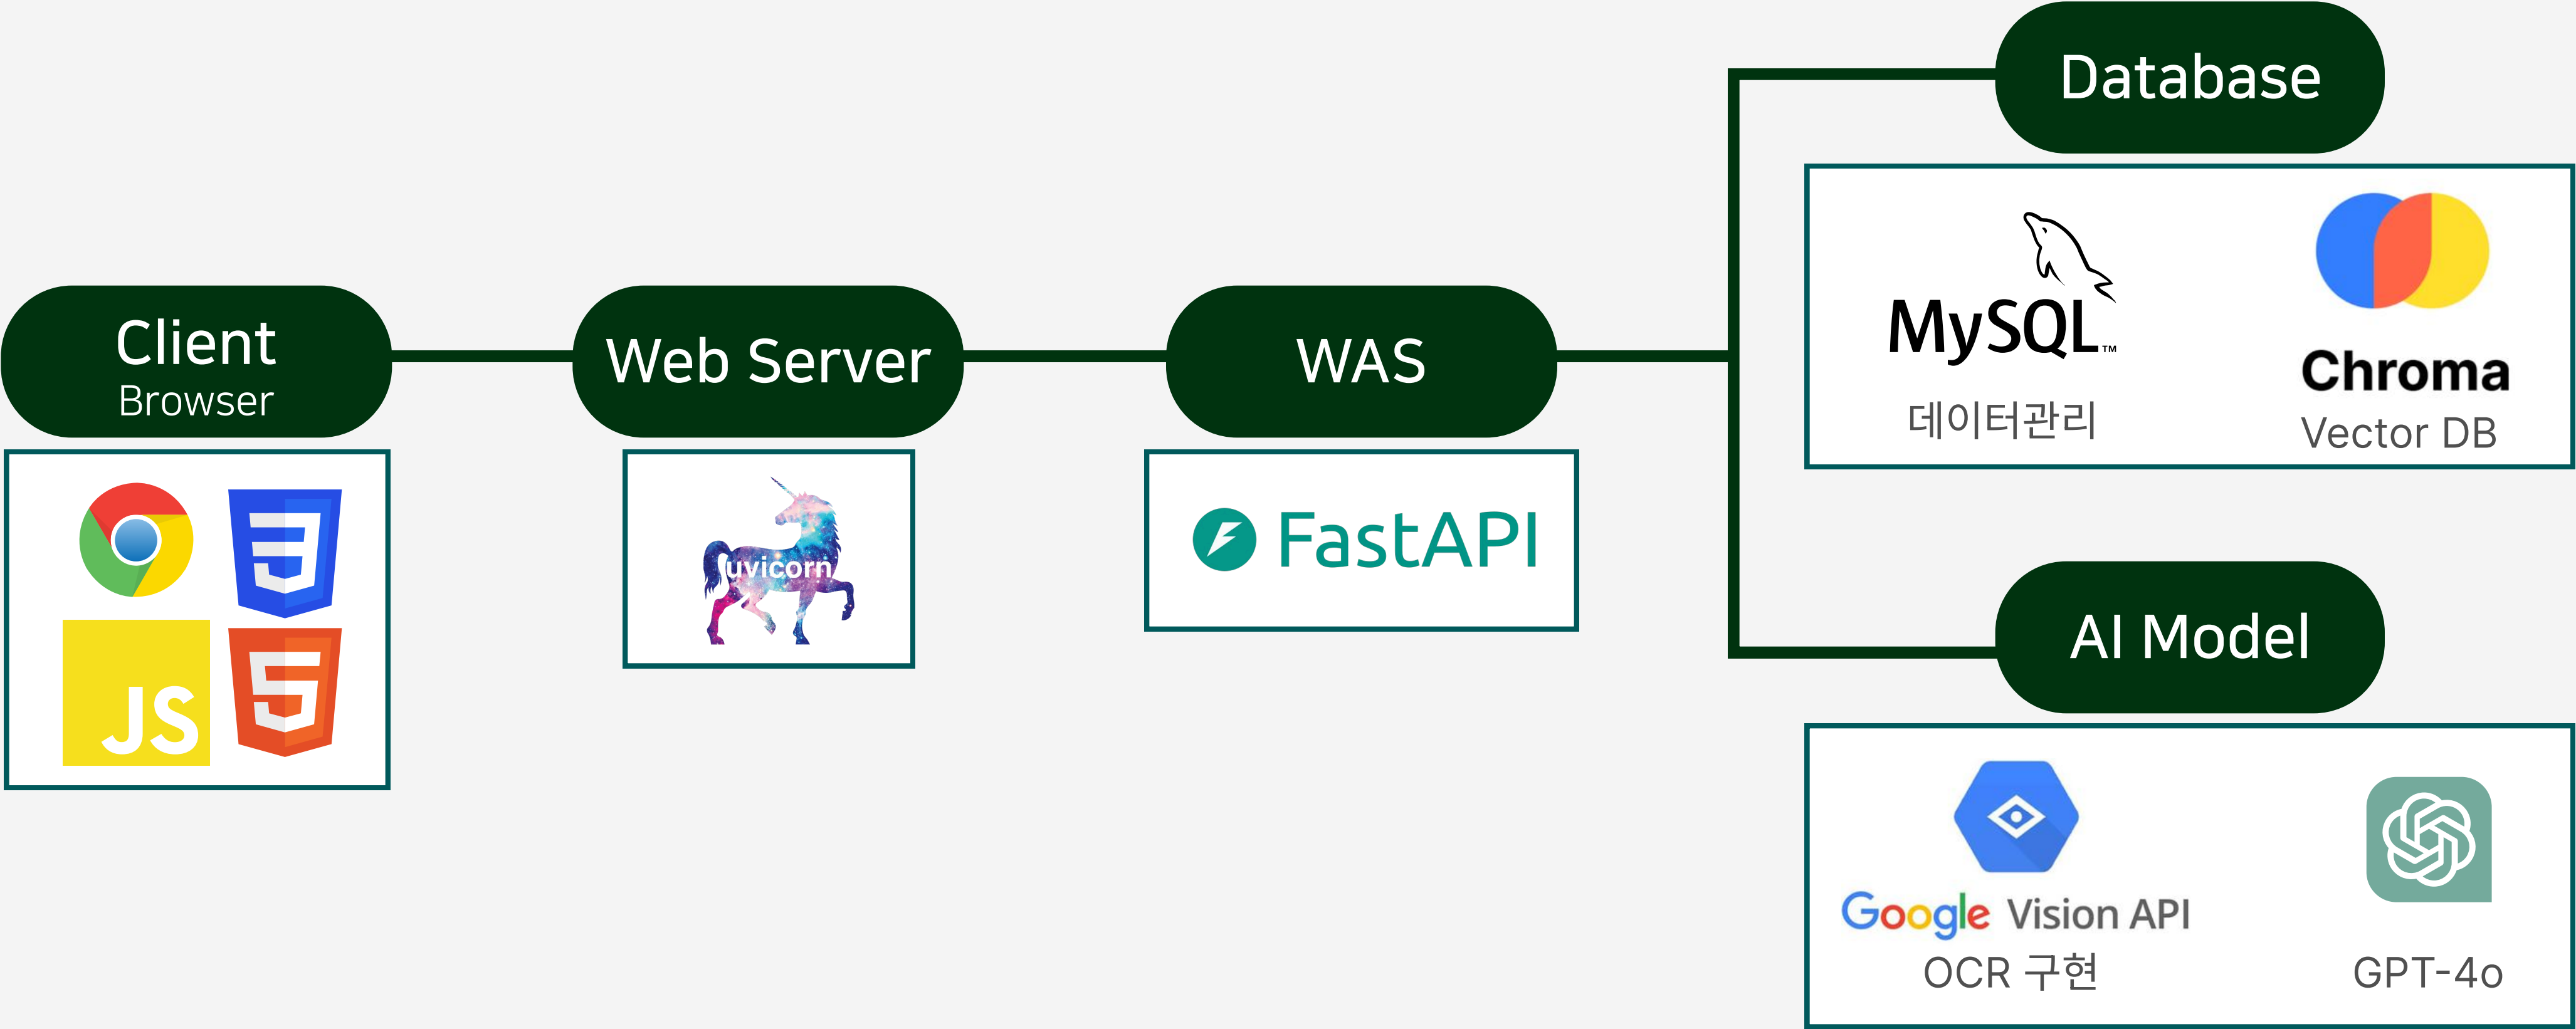 Client
Browser
JS
Web Server
uvicorn
WAS
FastAPI
Database
MySQL™
데이터관리
Chroma
Vector DB
AI Model
Google Vision API
OCR 구현
GPT-4o